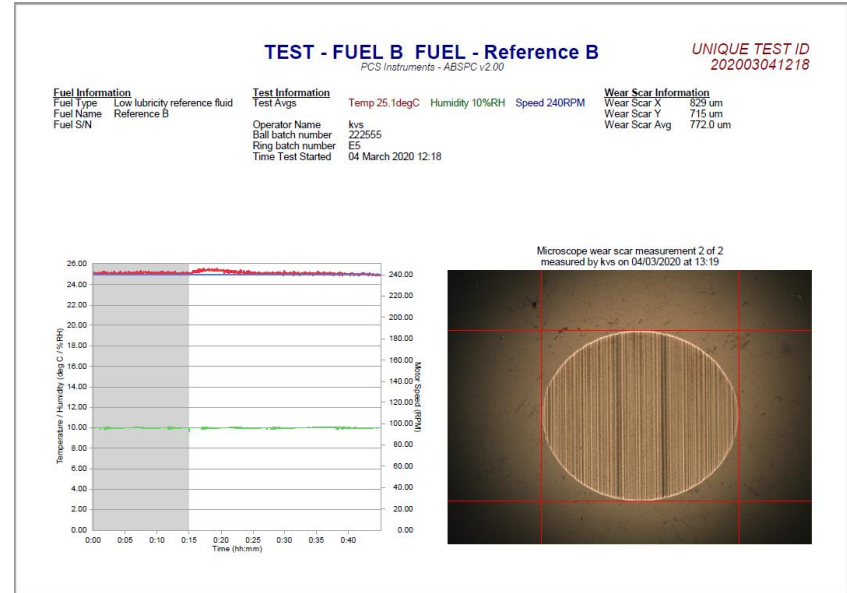 TEST - FUEL B FUEL - Reference B
PCS Instruments - ABSPC v2.00
UNIQUE TEST ID
202003041218
Fuel Information
Fuel Type Low lubricity reference fluid
Fuel Name Reference B
Fuel S/N
Test Information
Test Avgs Temp 25.1degC Humidity 10%RH Speed 240RPM
Operator Name kvs
Ball batch number 222555
Ring batch number E5
Time Test Started 04 March 2020 12:18
Wear Scar Information
Wear Scar X 829 um
Wear Scar Y 715 um
Wear Scar Avg 772.0 um
Temperature / Humidity (deg C / %RH)
26.00
24.00
22.00
20.00
18.00
16.00
14.00
12.00
10.00
8.00
6.00
4.00
2.00
0.00
0:00 0:05 0:10 0:15 0:20 0:25 0:30 0:35 0:40
Time (hh:mm)
240.00
220.00
200.00
180.00
160.00
140.00
120.00
100.00
80.00
60.00
40.00
20.00
0.00
Motor Speed (RPM)
Microscope wear scar measurement 2 of 2
measured by kvs on 04/03/2020 at 13:19